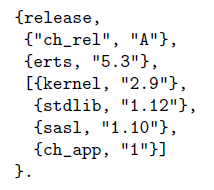 {release,
{"ch_rel", "A"},
{erts, "5.3"},
[{kernel, "2.9"},
{stdlib, "1.12"},
{sasl, "1.10"},
{ch_app, "1"}]
}.